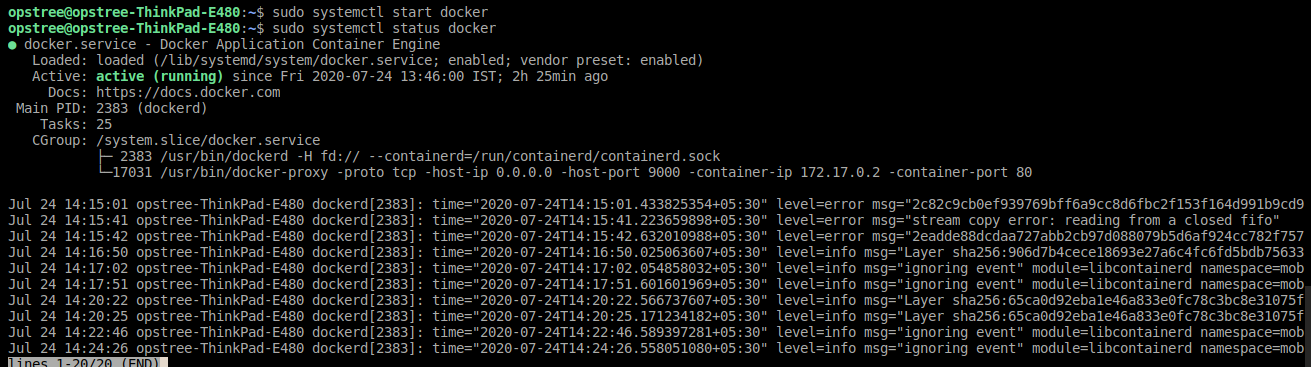 opstree@opstree-ThinkPad-E480:~$ sudo systemctl start docker
opstree@opstree-ThinkPad-E480:~$ sudo systemctl status docker
● docker.service - Docker Application Container Engine
   Loaded: loaded (/lib/systemd/system/docker.service; enabled; vendor preset: enabled)
   Active: active (running) since Fri 2020-07-24 13:46:00 IST; 2h 25min ago
     Docs: https://docs.docker.com
 Main PID: 2383 (dockerd)
    Tasks: 25
   CGroup: /system.slice/docker.service
           ├─ 2383 /usr/bin/dockerd -H fd:// --containerd=/run/containerd/containerd.sock
           └─17031 /usr/bin/docker-proxy -proto tcp -host-ip 0.0.0.0 -host-port 9000 -container-ip 172.17.0.2 -container-port 80

Jul 24 14:15:01 opstree-ThinkPad-E480 dockerd[2383]: time="2020-07-24T14:15:01.433825354+05:30" level=error msg="2c82c9cb0ef939769bff6a9cc8d6fbc2f153f164d991b9cd9
Jul 24 14:15:41 opstree-ThinkPad-E480 dockerd[2383]: time="2020-07-24T14:15:41.223659898+05:30" level=error msg="stream copy error: reading from a closed fifo"
Jul 24 14:15:42 opstree-ThinkPad-E480 dockerd[2383]: time="2020-07-24T14:15:42.632010988+05:30" level=error msg="2eadde88dcdaa727abb2cb97d088079b5d6af924cc782f757
Jul 24 14:16:50 opstree-ThinkPad-E480 dockerd[2383]: time="2020-07-24T14:16:50.025063607+05:30" level=info msg="Layer sha256:906d7b4cece18693e27a6c4fc6fd5bdb75633
Jul 24 14:17:02 opstree-ThinkPad-E480 dockerd[2383]: time="2020-07-24T14:17:02.054858032+05:30" level=info msg="ignoring event" module=libcontainerd namespace=mob
Jul 24 14:17:51 opstree-ThinkPad-E480 dockerd[2383]: time="2020-07-24T14:17:51.601601969+05:30" level=info msg="ignoring event" module=libcontainerd namespace=mob
Jul 24 14:20:22 opstree-ThinkPad-E480 dockerd[2383]: time="2020-07-24T14:20:22.566737607+05:30" level=info msg="Layer sha256:65ca0d92eba1e46a833e0fc78c3bc8e31075f
Jul 24 14:20:25 opstree-ThinkPad-E480 dockerd[2383]: time="2020-07-24T14:20:25.171234182+05:30" level=info msg="Layer sha256:65ca0d92eba1e46a833e0fc78c3bc8e31075f
Jul 24 14:22:46 opstree-ThinkPad-E480 dockerd[2383]: time="2020-07-24T14:22:46.589397281+05:30" level=info msg="ignoring event" module=libcontainerd namespace=mob
Jul 24 14:24:26 opstree-ThinkPad-E480 dockerd[2383]: time="2020-07-24T14:24:26.558051080+05:30" level=info msg="ignoring event" module=libcontainerd namespace=mob
lines 1-20/20 (END)